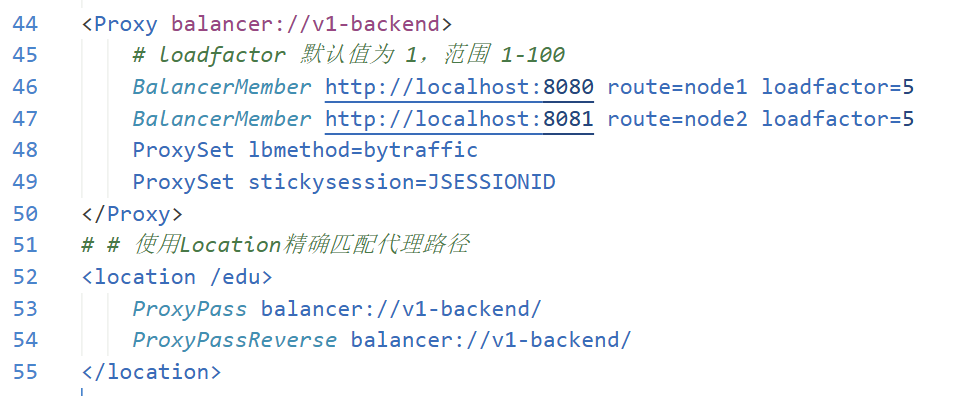 44 <Proxy balancer://v1-backend>
45 # loadfactor 默认值为 1，范围 1-100
46 BalancerMember http://localhost:8080 route=node1 loadfactor=5
47 BalancerMember http://localhost:8081 route=node2 loadfactor=5
48 ProxySet lbmethod=bytraffic
49 ProxySet stickysession=JSESSIONID
50 </Proxy>
51 # # 使用Location精确匹配代理路径
52 <location /edu>
53 ProxyPass balancer://v1-backend/
54 ProxyPassReverse balancer://v1-backend/
55 </location>